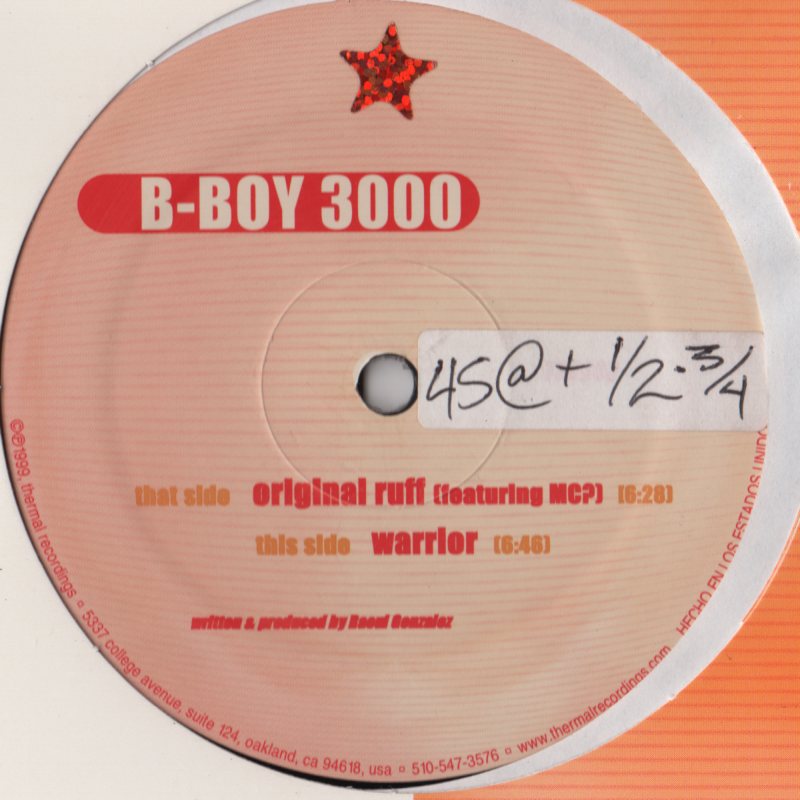 B-BOY 3000
45@ + 1/2 - 3/4
that side original ruff (featuring MC?) [6:28]
this side warrior [6:46]
written & produced by Raoul Gonzalez
©℗1999, thermal recordings ¤ 5337 college avenue, suite 124, oakland, ca 94618, usa ¤ 510-547-3576 ¤ www.thermalrecordings.com
HECHO EN LOS ESTADOS UNIDO